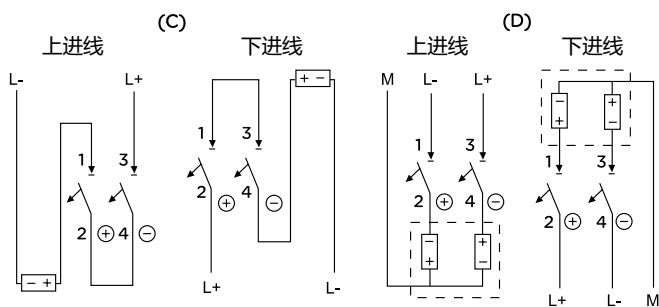 (C) (D)
上进线 下进线 上进线 下进线
L- L+ M L- L+
+ -
1 3 1 3 1 3
- + - +
1 3
2 4 + -
2 4 + - 2 4 + -
2 4 + -
- + - +
- +
L+ L- L+ L- M